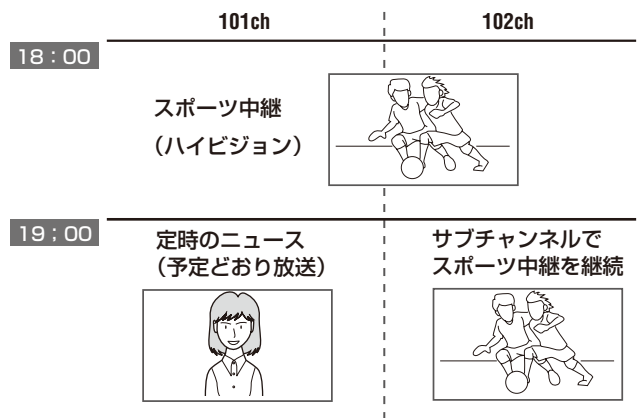 101ch
102ch
18：00
スポーツ中継
（ハイビジョン）
19；00
定時のニュース
（予定どおり放送）
サブチャンネルで
スポーツ中継を継続